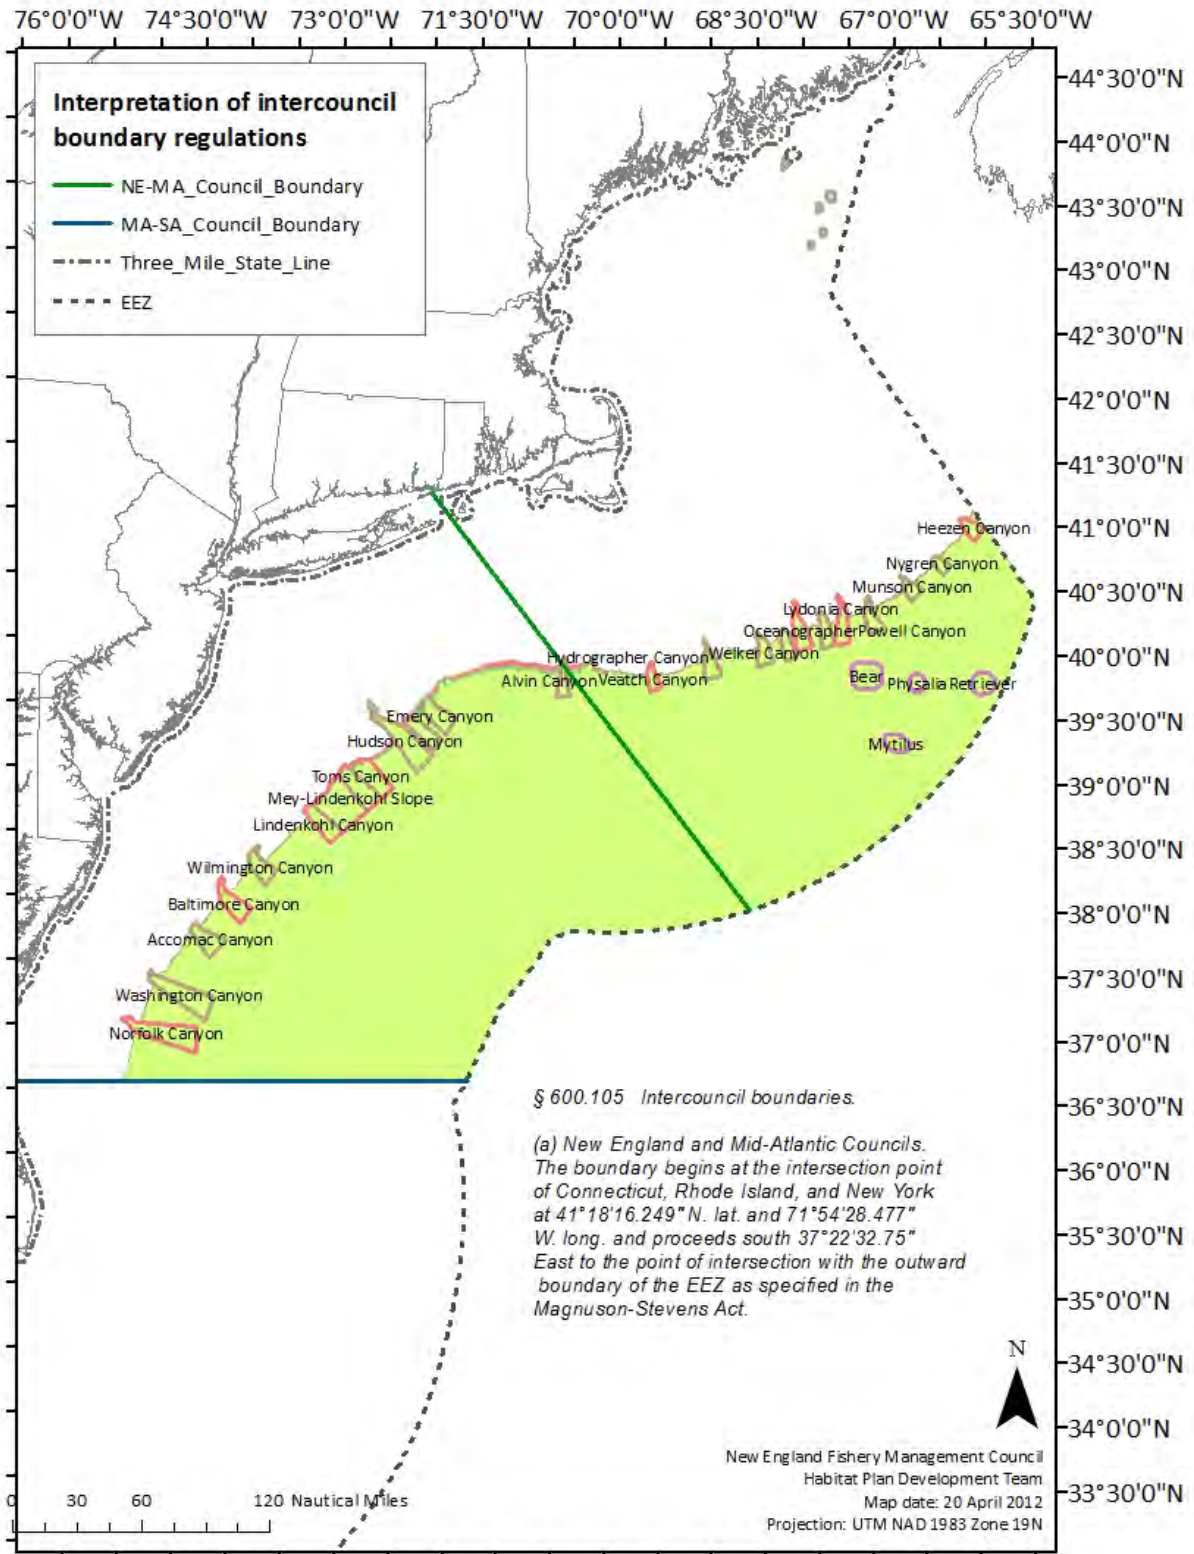 76°0'0"W 74°30'0"W 73°0'0"W 71°30'0"W 70°0'0"W 68°30'0"W 67°0'0"W 65°30'0"W
Interpretation of intercouncil
boundary regulations
NE-MA_Council_Boundary
MA-SA_Council_Boundary
Three_Mile_State_Line
EEZ
44°30'0"N
44°0'0"N
43°30'0"N
43°0'0"N
42°30'0"N
42°0'0"N
41°30'0"N
41°0'0"N
40°30'0"N
40°0'0"N
39°30'0"N
39°0'0"N
38°30'0"N
38°0'0"N
37°30'0"N
37°0'0"N
36°30'0"N
36°0'0"N
35°30'0"N
35°0'0"N
34°30'0"N
34°0'0"N
33°30'0"N
Heezen Canyon
Nygren Canyon
Munson Canyon
Lydonia Canyon
Oceanographer Powell Canyon
Hydrographer Canyon Welker Canyon
Alvin Canyon Veatch Canyon
Bear Physalia Retriever
Mytilus
Emery Canyon
Hudson Canyon
Toms Canyon
Mey-Lindenkohl Slope
Lindenkohl Canyon
Wilmington Canyon
Baltimore Canyon
Accomac Canyon
Washington Canyon
Norfolk Canyon
§ 600.105 Intercouncil boundaries.
(a) New England and Mid-Atlantic Councils.
The boundary begins at the intersection point
of Connecticut, Rhode Island, and New York
at 41°18'16.249" N. lat. and 71°54'28.477"
W. long. and proceeds south 37°22'32.75"
East to the point of intersection with the outward
boundary of the EEZ as specified in the
Magnuson-Stevens Act.
N
New England Fishery Management Council
Habitat Plan Development Team
Map date: 20 April 2012
Projection: UTM NAD 1983 Zone 19N
0 30 60 120 Nautical Miles